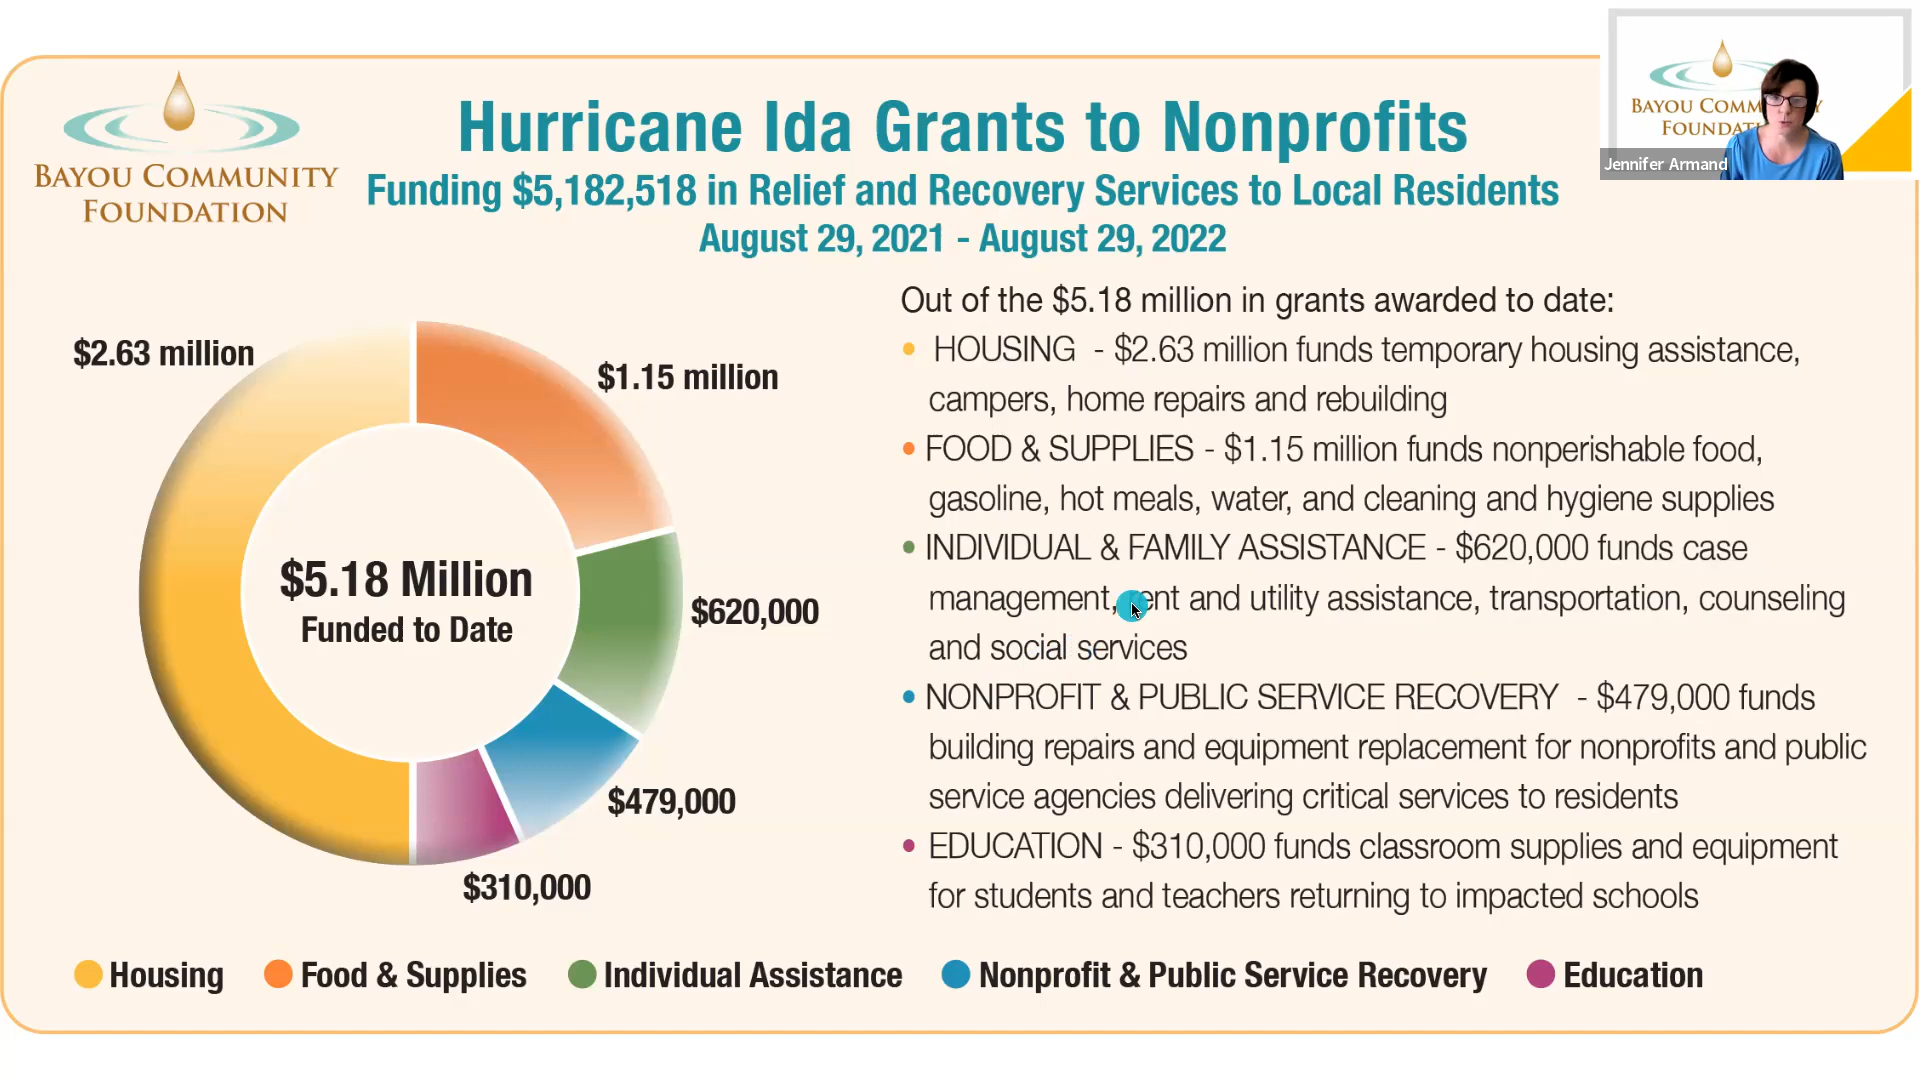 BAYOU COMMUNITY
FOUNDATION
Hurricane Ida Grants to Nonprofits
Funding $5,182,518 in Relief and Recovery Services to Local Residents
August 29, 2021 - August 29, 2022
BAYOU
FOUNDAT
Jennifer Armand
$2.63 million
$1.15 million
$620,000
$479,000
$310,000
$5.18 Million
Funded to Date
Out of the $5.18 million in grants awarded to date:
• HOUSING - $2.63 million funds temporary housing assistance,
campers, home repairs and rebuilding
• FOOD & SUPPLIES - $1.15 million funds nonperishable food,
gasoline, hot meals, water, and cleaning and hygiene supplies
• INDIVIDUAL & FAMILY ASSISTANCE - $620,000 funds case
management, rent and utility assistance, transportation, counseling
and social services
• NONPROFIT & PUBLIC SERVICE RECOVERY - $479,000 funds
building repairs and equipment replacement for nonprofits and public
service agencies delivering critical services to residents
• EDUCATION - $310,000 funds classroom supplies and equipment
for students and teachers returning to impacted schools
Housing
Food & Supplies
Individual Assistance
Nonprofit & Public Service Recovery
Education